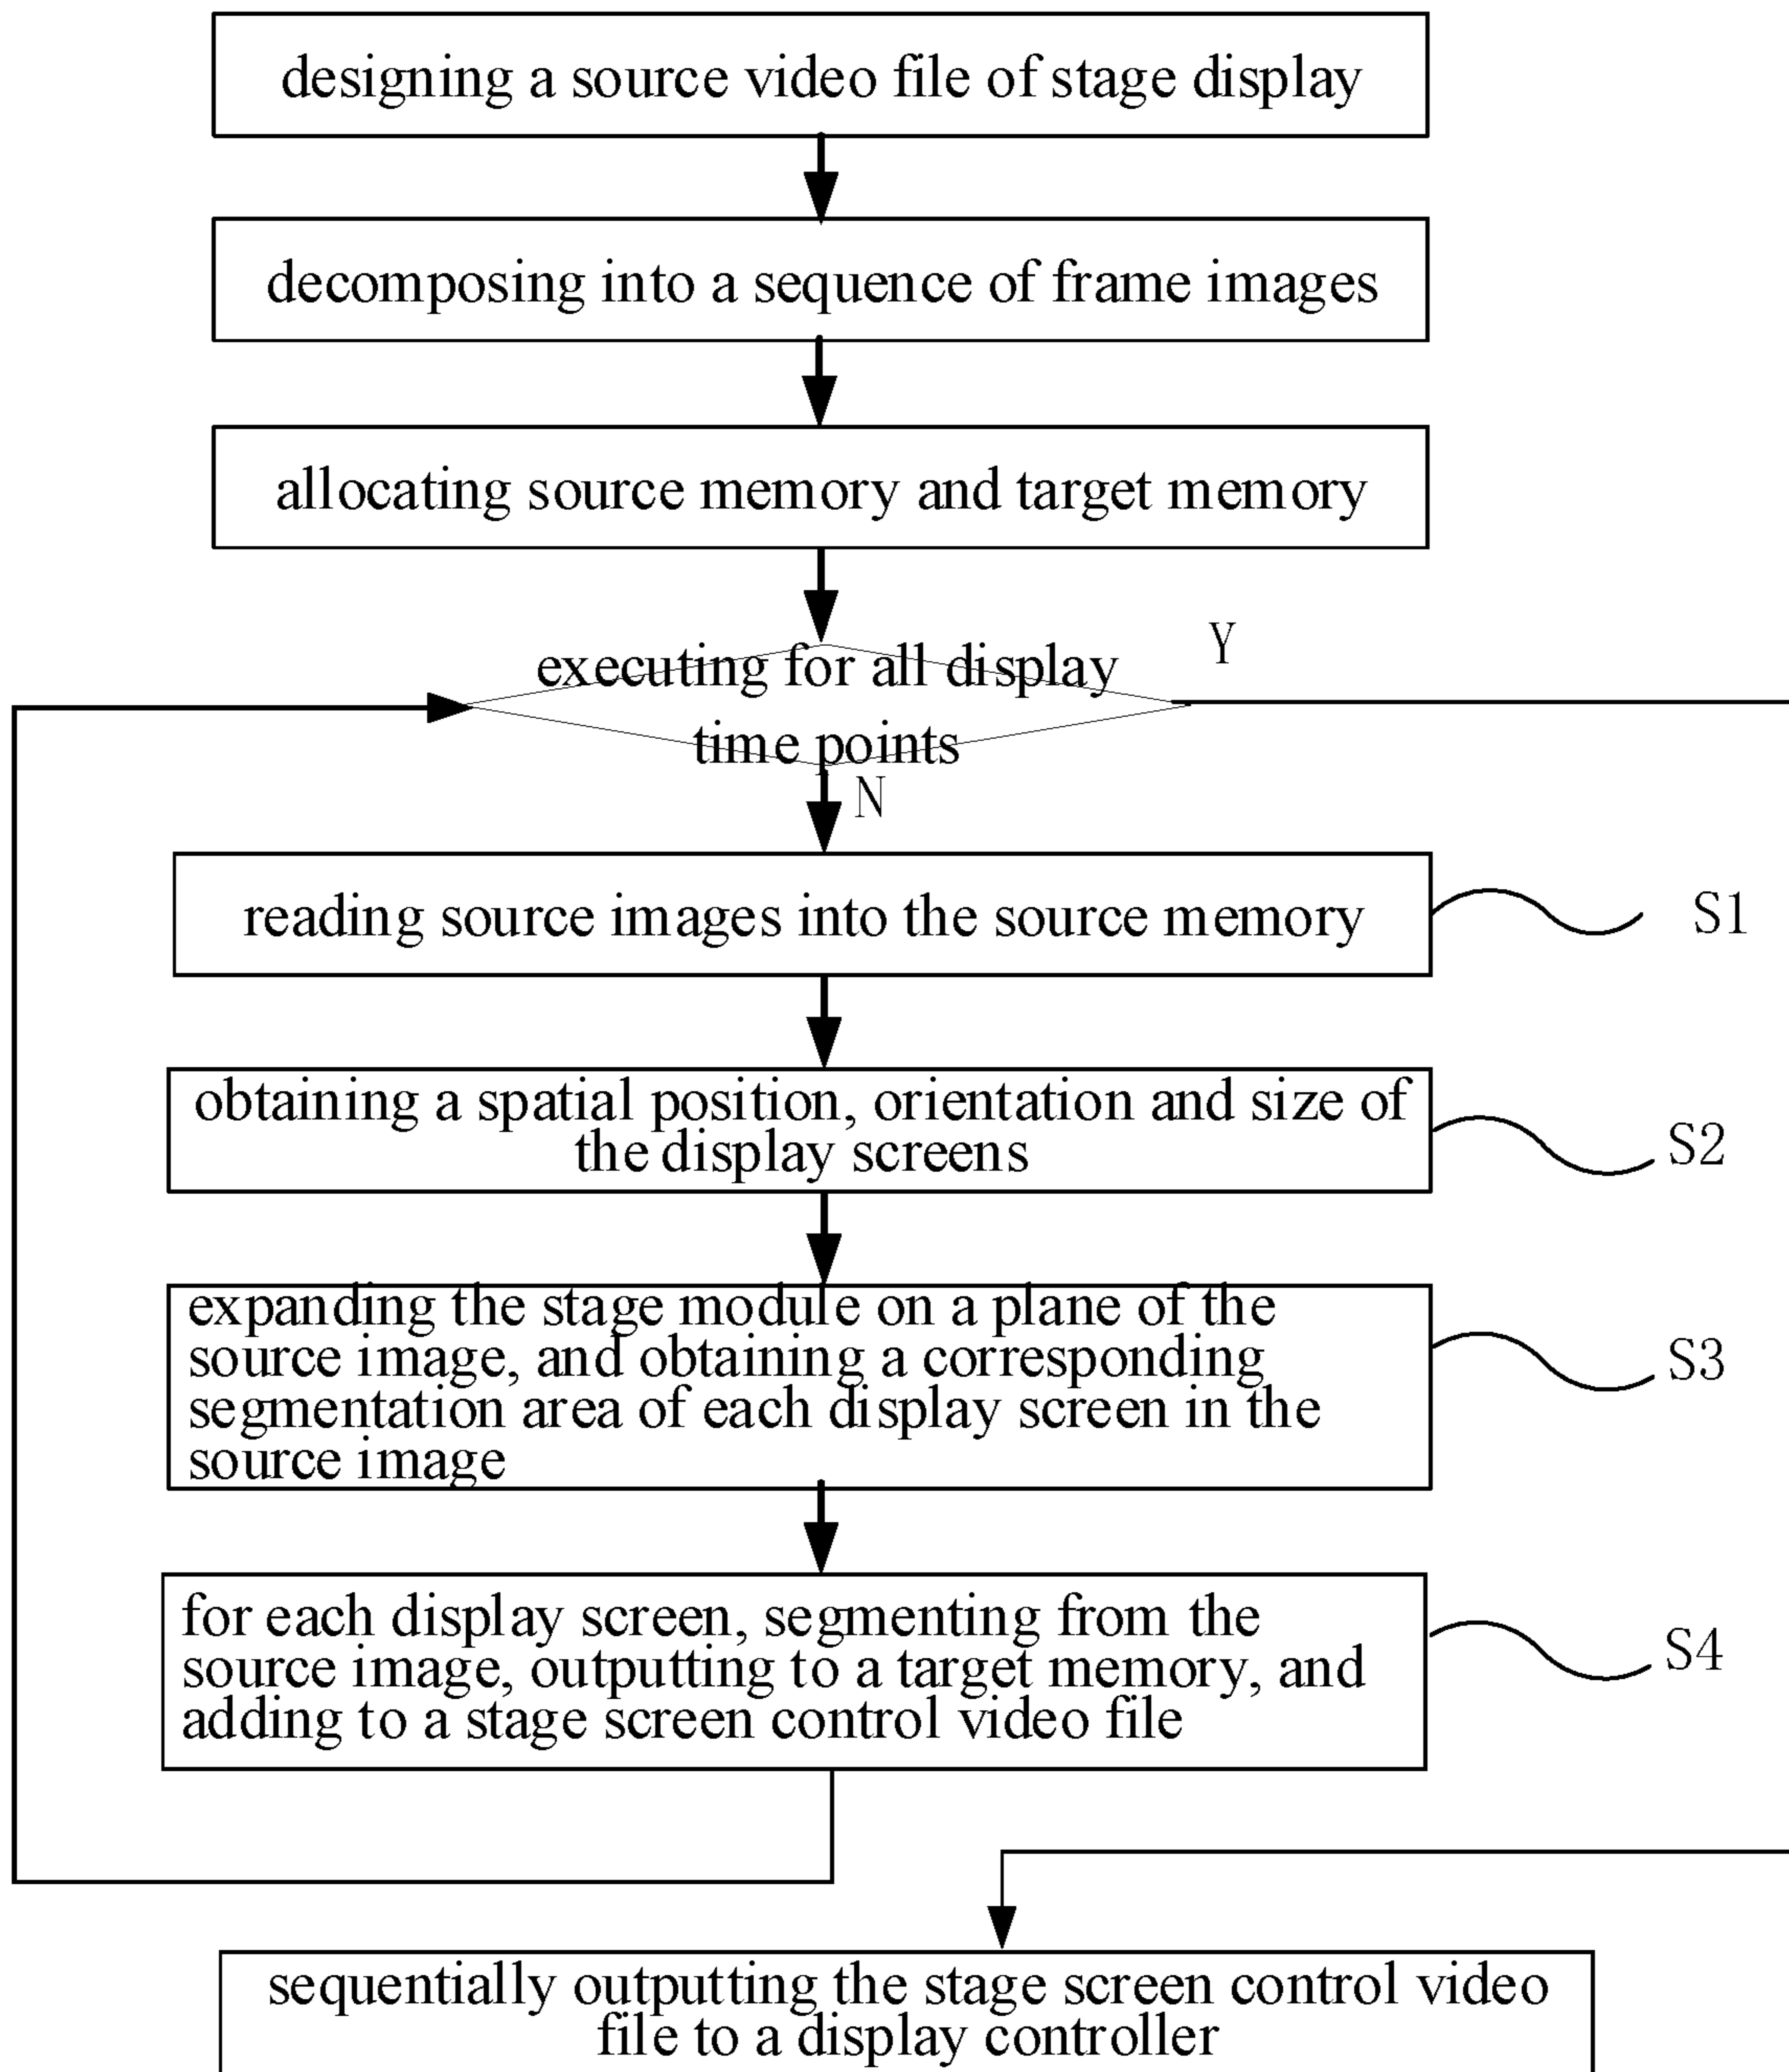 designing a source video file of stage display
decomposing into a sequence of frame images
allocating source memory and target memory
executing for all display
time points
Y
N
reading source images into the source memory
S1
obtaining a spatial position, orientation and size of
the display screens
S2
expanding the stage module on a plane of the
source image, and obtaining a corresponding
segmentation area of each display screen in the
source image
S3
for each display screen, segmenting from the
source image, outputting to a target memory, and
adding to a stage screen control video file
S4
sequentially outputting the stage screen control video
file to a display controller